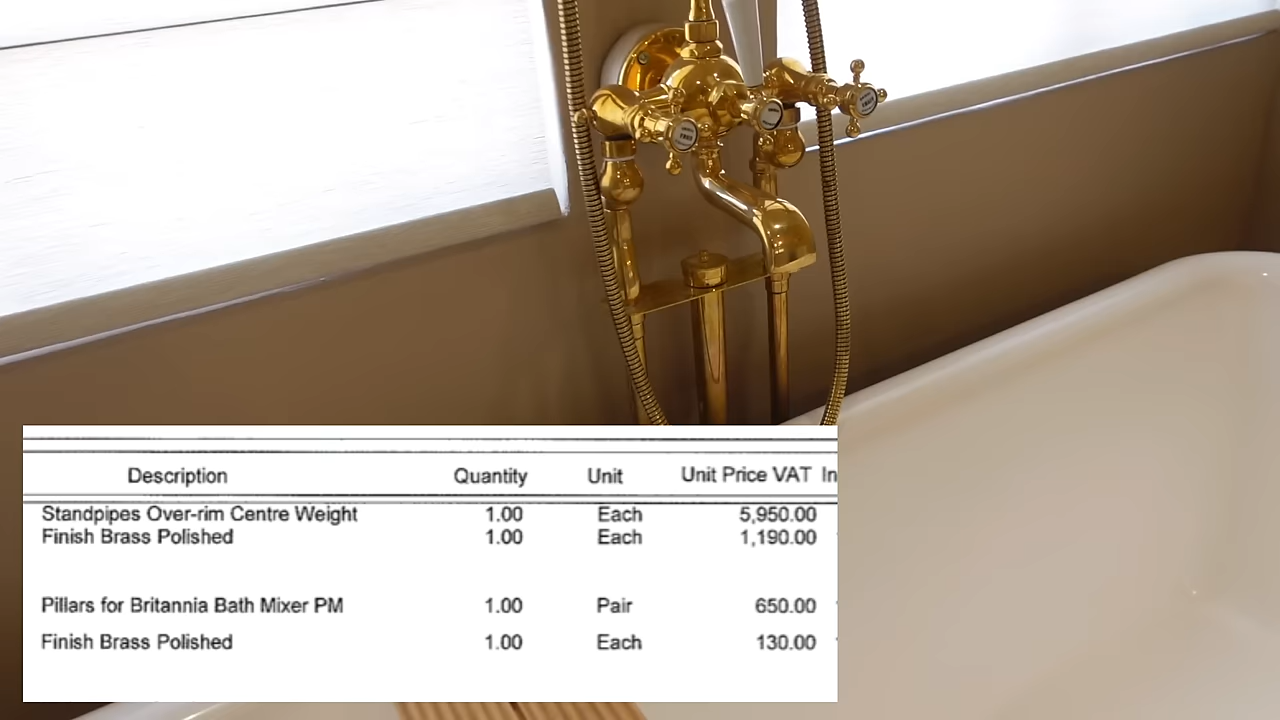 Description Quantity Unit Unit Price VAT In
Standpipes Over-rim Centre Weight 1.00 Each 5,950.00
Finish Brass Polished 1.00 Each 1,190.00
Pillars for Britannia Bath Mixer PM 1.00 Pair 650.00
Finish Brass Polished 1.00 Each 130.00